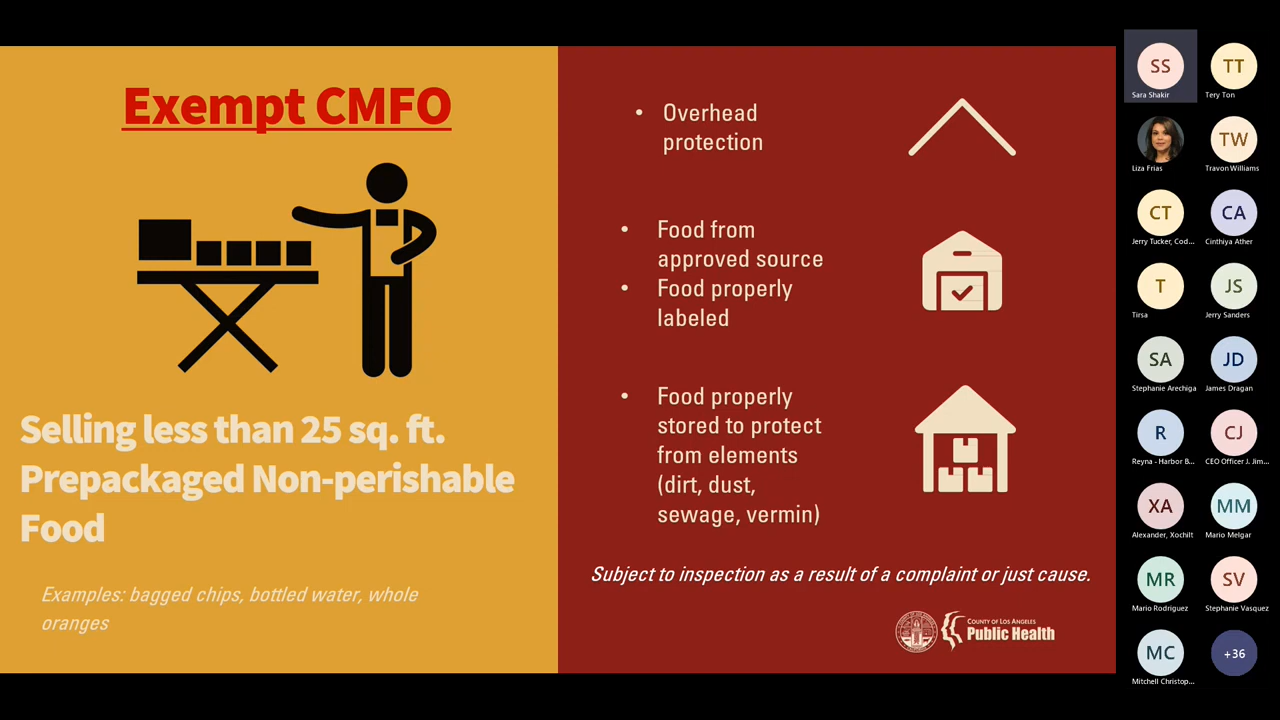 Exempt CMFO
Selling less than 25 sq. ft.
Prepackaged Non-perishable
Food
Examples: bagged chips, bottled water, whole
oranges
• Overhead
protection
• Food from
approved source
• Food properly
labeled
• Food properly
stored to protect
from elements
(dirt, dust,
sewage, vermin)
Subject to inspection as a result of a complaint or just cause.
County of Los Angeles
Public Health
SS
Sara Shakir
TT
Tery Ton
Liza Frias
TW
Travon Williams
CT
Jerry Tucker, Cod...
CA
Cinthiya Ather
T
Tirsa
JS
Jerry Sanders
SA
Stephanie Arechiga
JD
James Dragan
R
Reyna - Harbor B...
CJ
CEO Officer J. Jim...
XA
Alexander, Xochilt
MM
Mario Melgar
MR
Mario Rodriguez
SV
Stephanie Vasquez
MC
Mitchell Christop...
+36